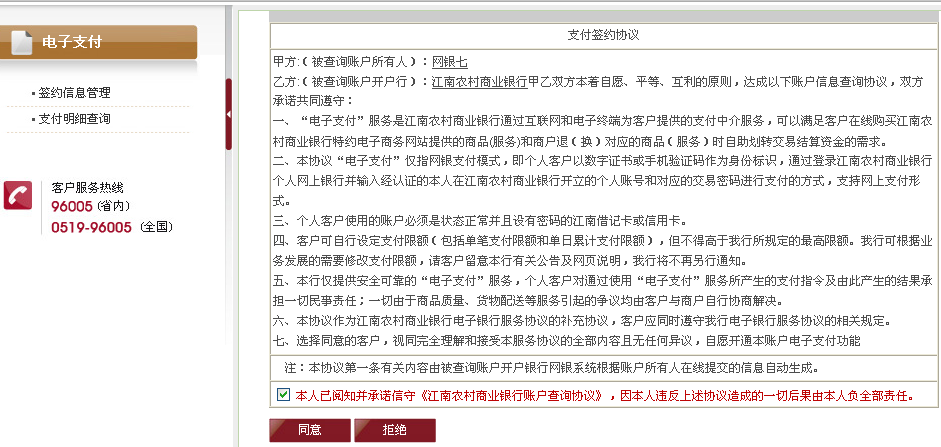 电子支付
签约信息管理
支付明细查询
客户服务热线
96005 (省内)
0519-96005 (全国)
支付签约协议
甲方:(被查询账户所有人)：网银七
乙方:(被查询账户开户行)：江南农村商业银行甲乙双方本着自愿、平等、互利的原则，达成以下账户信息查询协议，双方
承诺共同遵守：
一、“电子支付”服务是江南农村商业银行通过互联网和电子终端为客户提供的支付中介服务，可以满足客户在线购买江南农
村商业银行特约电子商务网站提供的商品(服务)和商户退（换）对应的商品（服务）时自助划转交易结算资金的需求。
二、本协议“电子支付”仅指网银支付模式，即个人客户以数字证书或手机验证码作为身份标识，通过登录江南农村商业银行
个人网上银行并输入经认证的本人在江南农村商业银行开立的个人账号和对应的交易密码进行支付的方式，支持网上支付形
式。
三、个人客户使用的账户必须是状态正常并且设有密码的江南借记卡或信用卡。
四、客户可自行设定支付限额（包括单笔支付限额和单日累计支付限额），但不得高于我行所规定的最高限额。我行可根据业
务发展的需要修改支付限额，请客户留意本行有关公告及网页说明，我行将不再另行通知。
五、本行仅提供安全可靠的“电子支付”服务，个人客户对通过使用“电子支付”服务所产生的支付指令及由此产生的结果承
担一切民事责任；一切由于商品质量、货物配送等服务引起的争议均由客户与商户自行协商解决。
六、本协议作为江南农村商业银行电子银行服务协议的补充协议，客户应同时遵守我行电子银行服务协议的相关规定。
七、选择同意的客户，视同完全理解和接受本服务协议的全部内容且无任何异议，自愿开通本账户电子支付功能
注：本协议第一条有关内容由被查询账户开户银行网银系统根据账户所有人在线提交的信息自动生成。
本人已阅知并承诺信守《江南农村商业银行账户查询协议》，因本人违反上述协议造成的一切后果由本人负全部责任。
同意 拒绝